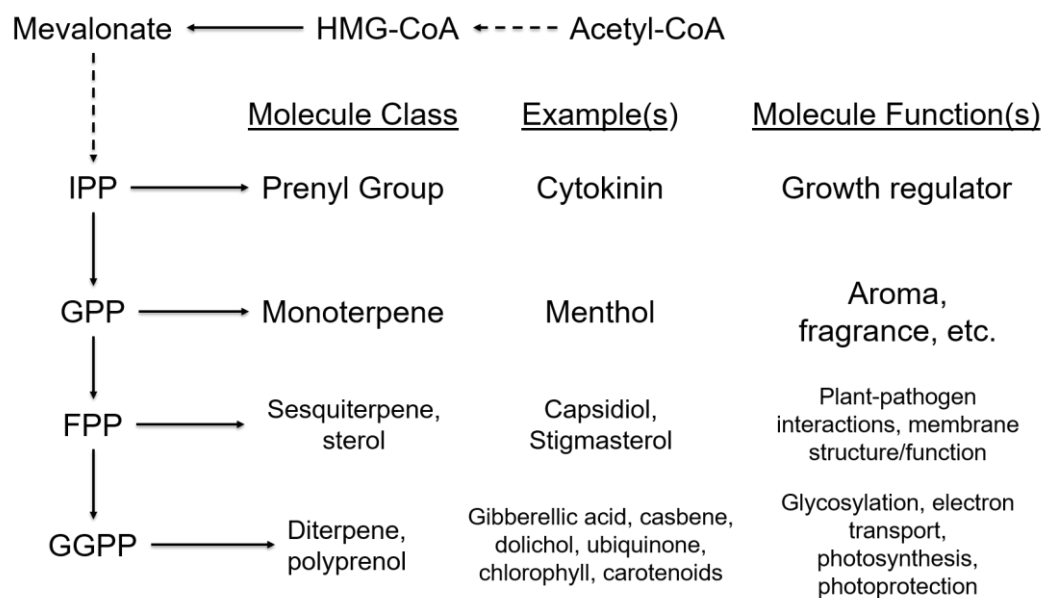 Mevalonate HMG-CoA Acetyl-CoA
Molecule Class Example(s) Molecule Function(s)
IPP Prenyl Group Cytokinin Growth regulator
GPP Monoterpene Menthol Aroma,
fragrance, etc.
FPP Sesquiterpene,
sterol
Capsidiol,
Stigmasterol
Plant-pathogen
interactions, membrane
structure/function
GGPP Diterpene,
polyprenol
Gibberellic acid, casbene,
dolichol, ubiquinone,
chlorophyll, carotenoids
Glycosylation, electron
transport,
photosynthesis,
photoprotection